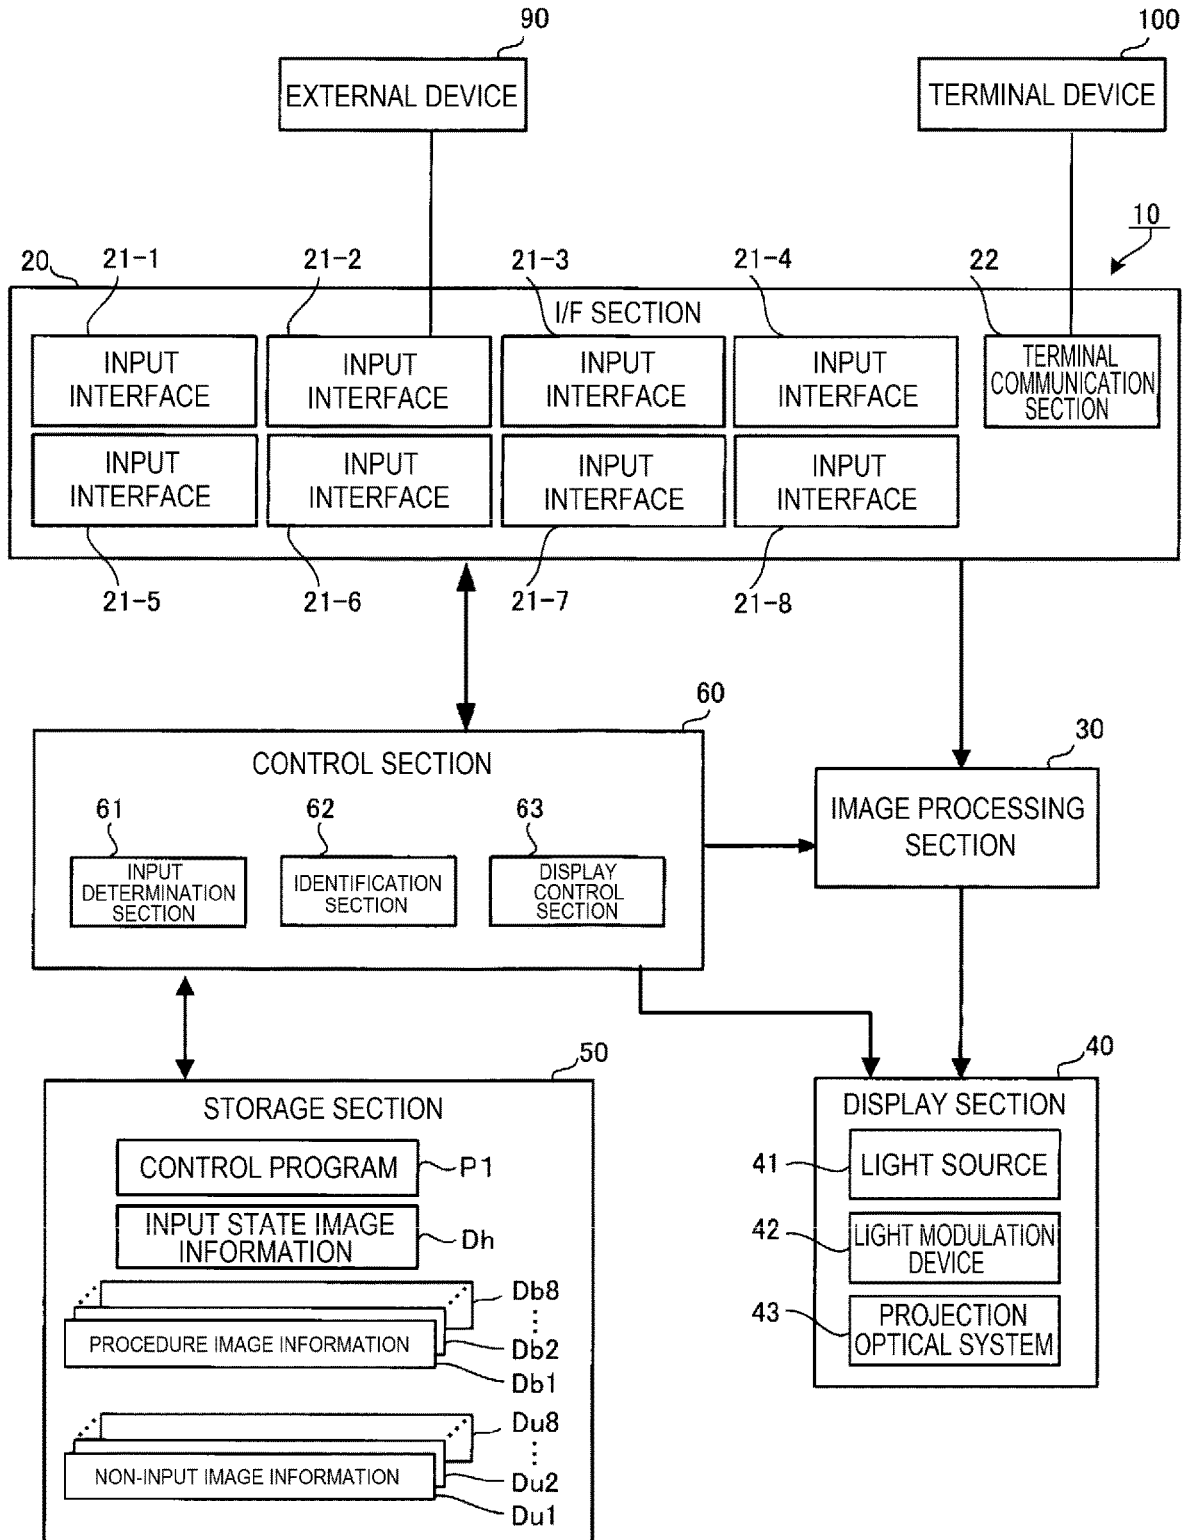 90
100
EXTERNAL DEVICE
TERMINAL DEVICE
10
20
21-1
21-2
21-3
21-4
22
I/F SECTION
INPUT
INTERFACE
INPUT
INTERFACE
INPUT
INTERFACE
INPUT
INTERFACE
TERMINAL
COMMUNICATION
SECTION
INPUT
INTERFACE
INPUT
INTERFACE
INPUT
INTERFACE
INPUT
INTERFACE
21-5
21-6
21-7
21-8
60
CONTROL SECTION
61
62
63
INPUT
DETERMINATION
SECTION
IDENTIFICATION
SECTION
DISPLAY
CONTROL
SECTION
30
IMAGE PROCESSING
SECTION
50
STORAGE SECTION
CONTROL PROGRAM
P1
INPUT STATE IMAGE
INFORMATION
Dh
Db8
PROCEDURE IMAGE INFORMATION
Db2
Db1
Du8
NON-INPUT IMAGE INFORMATION
Du2
Du1
40
DISPLAY SECTION
41
LIGHT SOURCE
42
LIGHT MODULATION
DEVICE
43
PROJECTION
OPTICAL SYSTEM